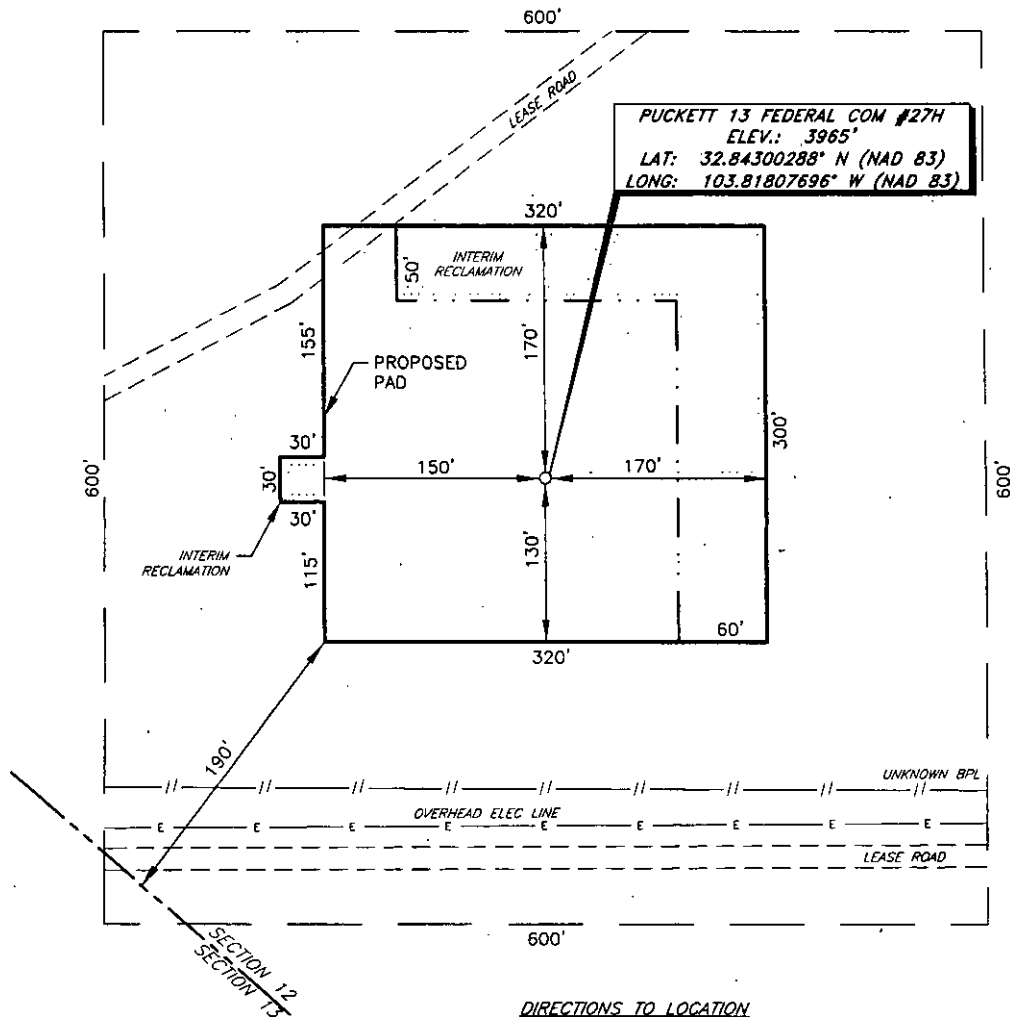 600'
LEASE ROAD
PUCKETT 13 FEDERAL COM #27H
ELEV.: 3965'
LAT: 32.84300288° N (NAD 83)
LONG: 103.81807696° W (NAD 83)
320'
INTERIM
RECLAMATION
50'
170'
155'
PROPOSED
PAD
30'
30'
30'
150'
170'
300'
600'
600'
INTERIM
RECLAMATION
115'
130'
60'
320'
190'
UNKNOWN BPL
OVERHEAD ELEC LINE
E E E E E E E E E
LEASE ROAD
600'
SECTION 12
SECTION 13
DIRECTIONS TO LOCATION